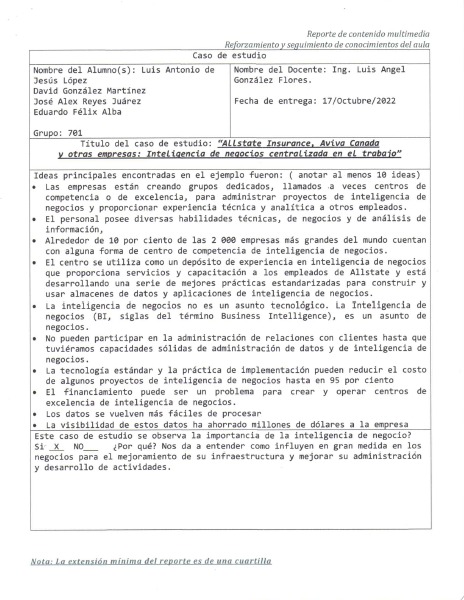 Reporte de contenido multimedia
Reforzamiento y seguimiento de conocimientos del aula
Caso de estudio
Nombre del Alumno(s): Luis Antonio de
Jesús López
David González Martínez
José Alex Reyes Juárez
Eduardo Félix Alba
Grupo: 701
Nombre del Docente: Ing. Luis Angel
González Flores.
Fecha de entrega: 17/Octubre/2022
Título del caso de estudio: "Allstate Insurance, Aviva Canada
y otras empresas: Inteligencia de negocios centralizada en el trabajo"
Ideas principales encontradas en el ejemplo fueron: ( anotar al menos 10 ideas)
• Las empresas están creando grupos dedicados, llamados a veces centros de
competencia o de excelencia, para administrar proyectos de inteligencia de
negocios y proporcionar experiencia técnica y analítica a otros empleados.
• El personal posee diversas habilidades técnicas, de negocios y de análisis de
información,
• Alrededor de 10 por ciento de las 2 000 empresas más grandes del mundo cuentan
con alguna forma de centro de competencia de inteligencia de negocios.
• El centro se utiliza como un depósito de experiencia en inteligencia de negocios
que proporciona servicios y capacitación a los empleados de Allstate y está
desarrollando una serie de mejores prácticas estandarizadas para construir y
usar almacenes de datos y aplicaciones de inteligencia de negocios.
• La inteligencia de negocios no es un asunto tecnológico. La Inteligencia de
negocios (BI, siglas del término Business Intelligence), es un asunto de
negocios.
• No pueden participar en la administración de relaciones con clientes hasta que
tuviéramos capacidades sólidas de administración de datos y de inteligencia de
negocios.
• La tecnología estándar y la práctica de implementación pueden reducir el costo
de algunos proyectos de inteligencia de negocios hasta en 95 por ciento
• El financiamiento puede ser un problema para crear y operar centros de
excelencia de inteligencia de negocios.
• Los datos se vuelven más fáciles de procesar
• La visibilidad de estos datos ha ahorrado millones de dólares a la empresa
Este caso de estudio se observa la importancia de la inteligencia de negocio?
Si _X_ NO___ ¿Por qué? Nos da a entender como influyen en gran medida en los
negocios para el mejoramiento de su infraestructura y mejorar su administración
y desarrollo de actividades.
Nota: La extensión mínima del reporte es de una cuartilla